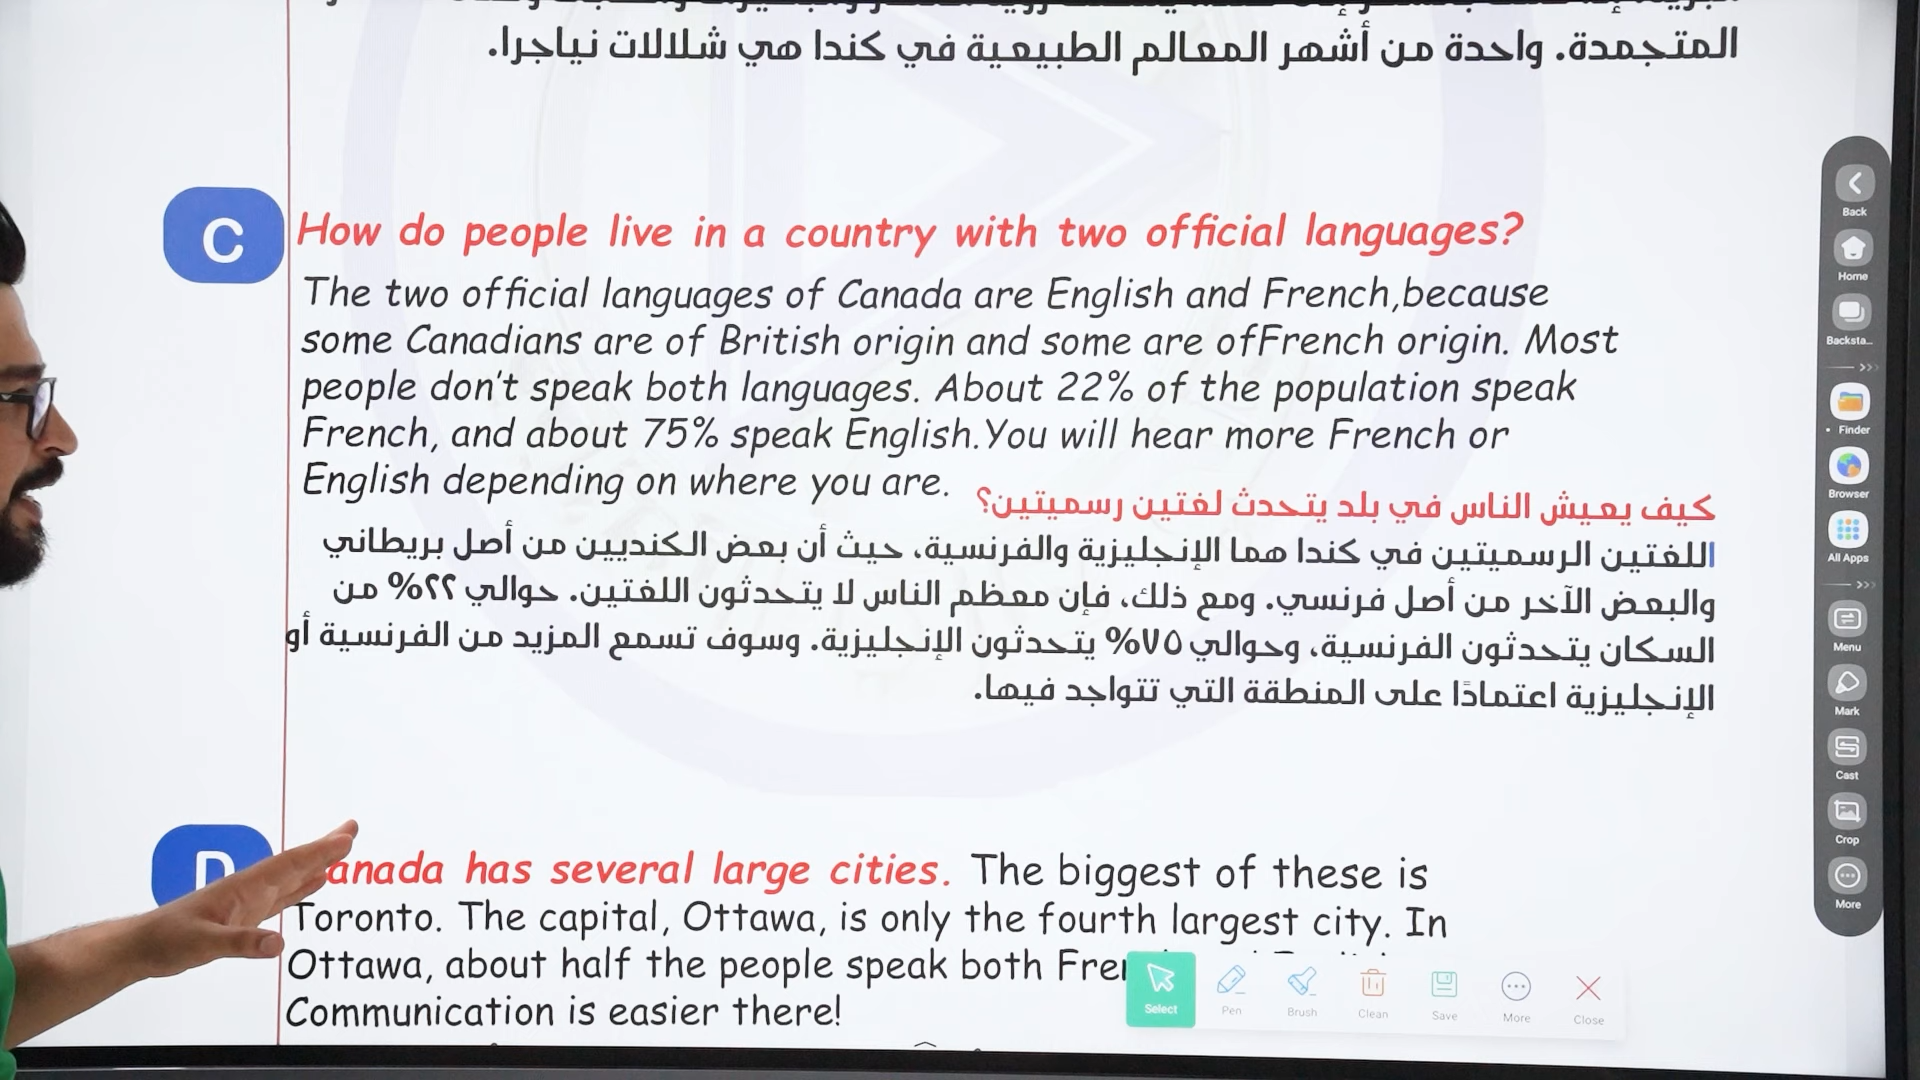 المتجمدة. واحدة من أشهر المعالم الطبيعية في كندا هي شلالات نياجرا.
C
How do people live in a country with two official languages?
The two official languages of Canada are English and French,because
some Canadians are of British origin and some are ofFrench origin. Most
people don't speak both languages. About 22% of the population speak
French, and about 75% speak English.You will hear more French or
English depending on where you are.
كيف يعيش الناس في بلد يتحدث لغتين رسميتين؟
اللغتين الرسميتين في كندا هما الإنجليزية والفرنسية، حيث أن بعض الكنديين من أصل بريطاني
والبعض الآخر من أصل فرنسي. ومع ذلك، فإن معظم الناس لا يتحدثون اللغتين. حوالي ٢٢% من
السكان يتحدثون الفرنسية، وحوالي ٧٥% يتحدثون الإنجليزية. وسوف تسمع المزيد من الفرنسية أو
الإنجليزية اعتمادًا على المنطقة التي تتواجد فيها.
D
anada has several large cities. The biggest of these is
Toronto. The capital, Ottawa, is only the fourth largest city. In
Ottawa, about half the people speak both Fre
Communication is easier there!
Select
Pen
Brush
Clean
Save
More
Close
Back
Home
Backsta...
Finder
Browser
All Apps
Menu
Mark
Cast
Crop
More